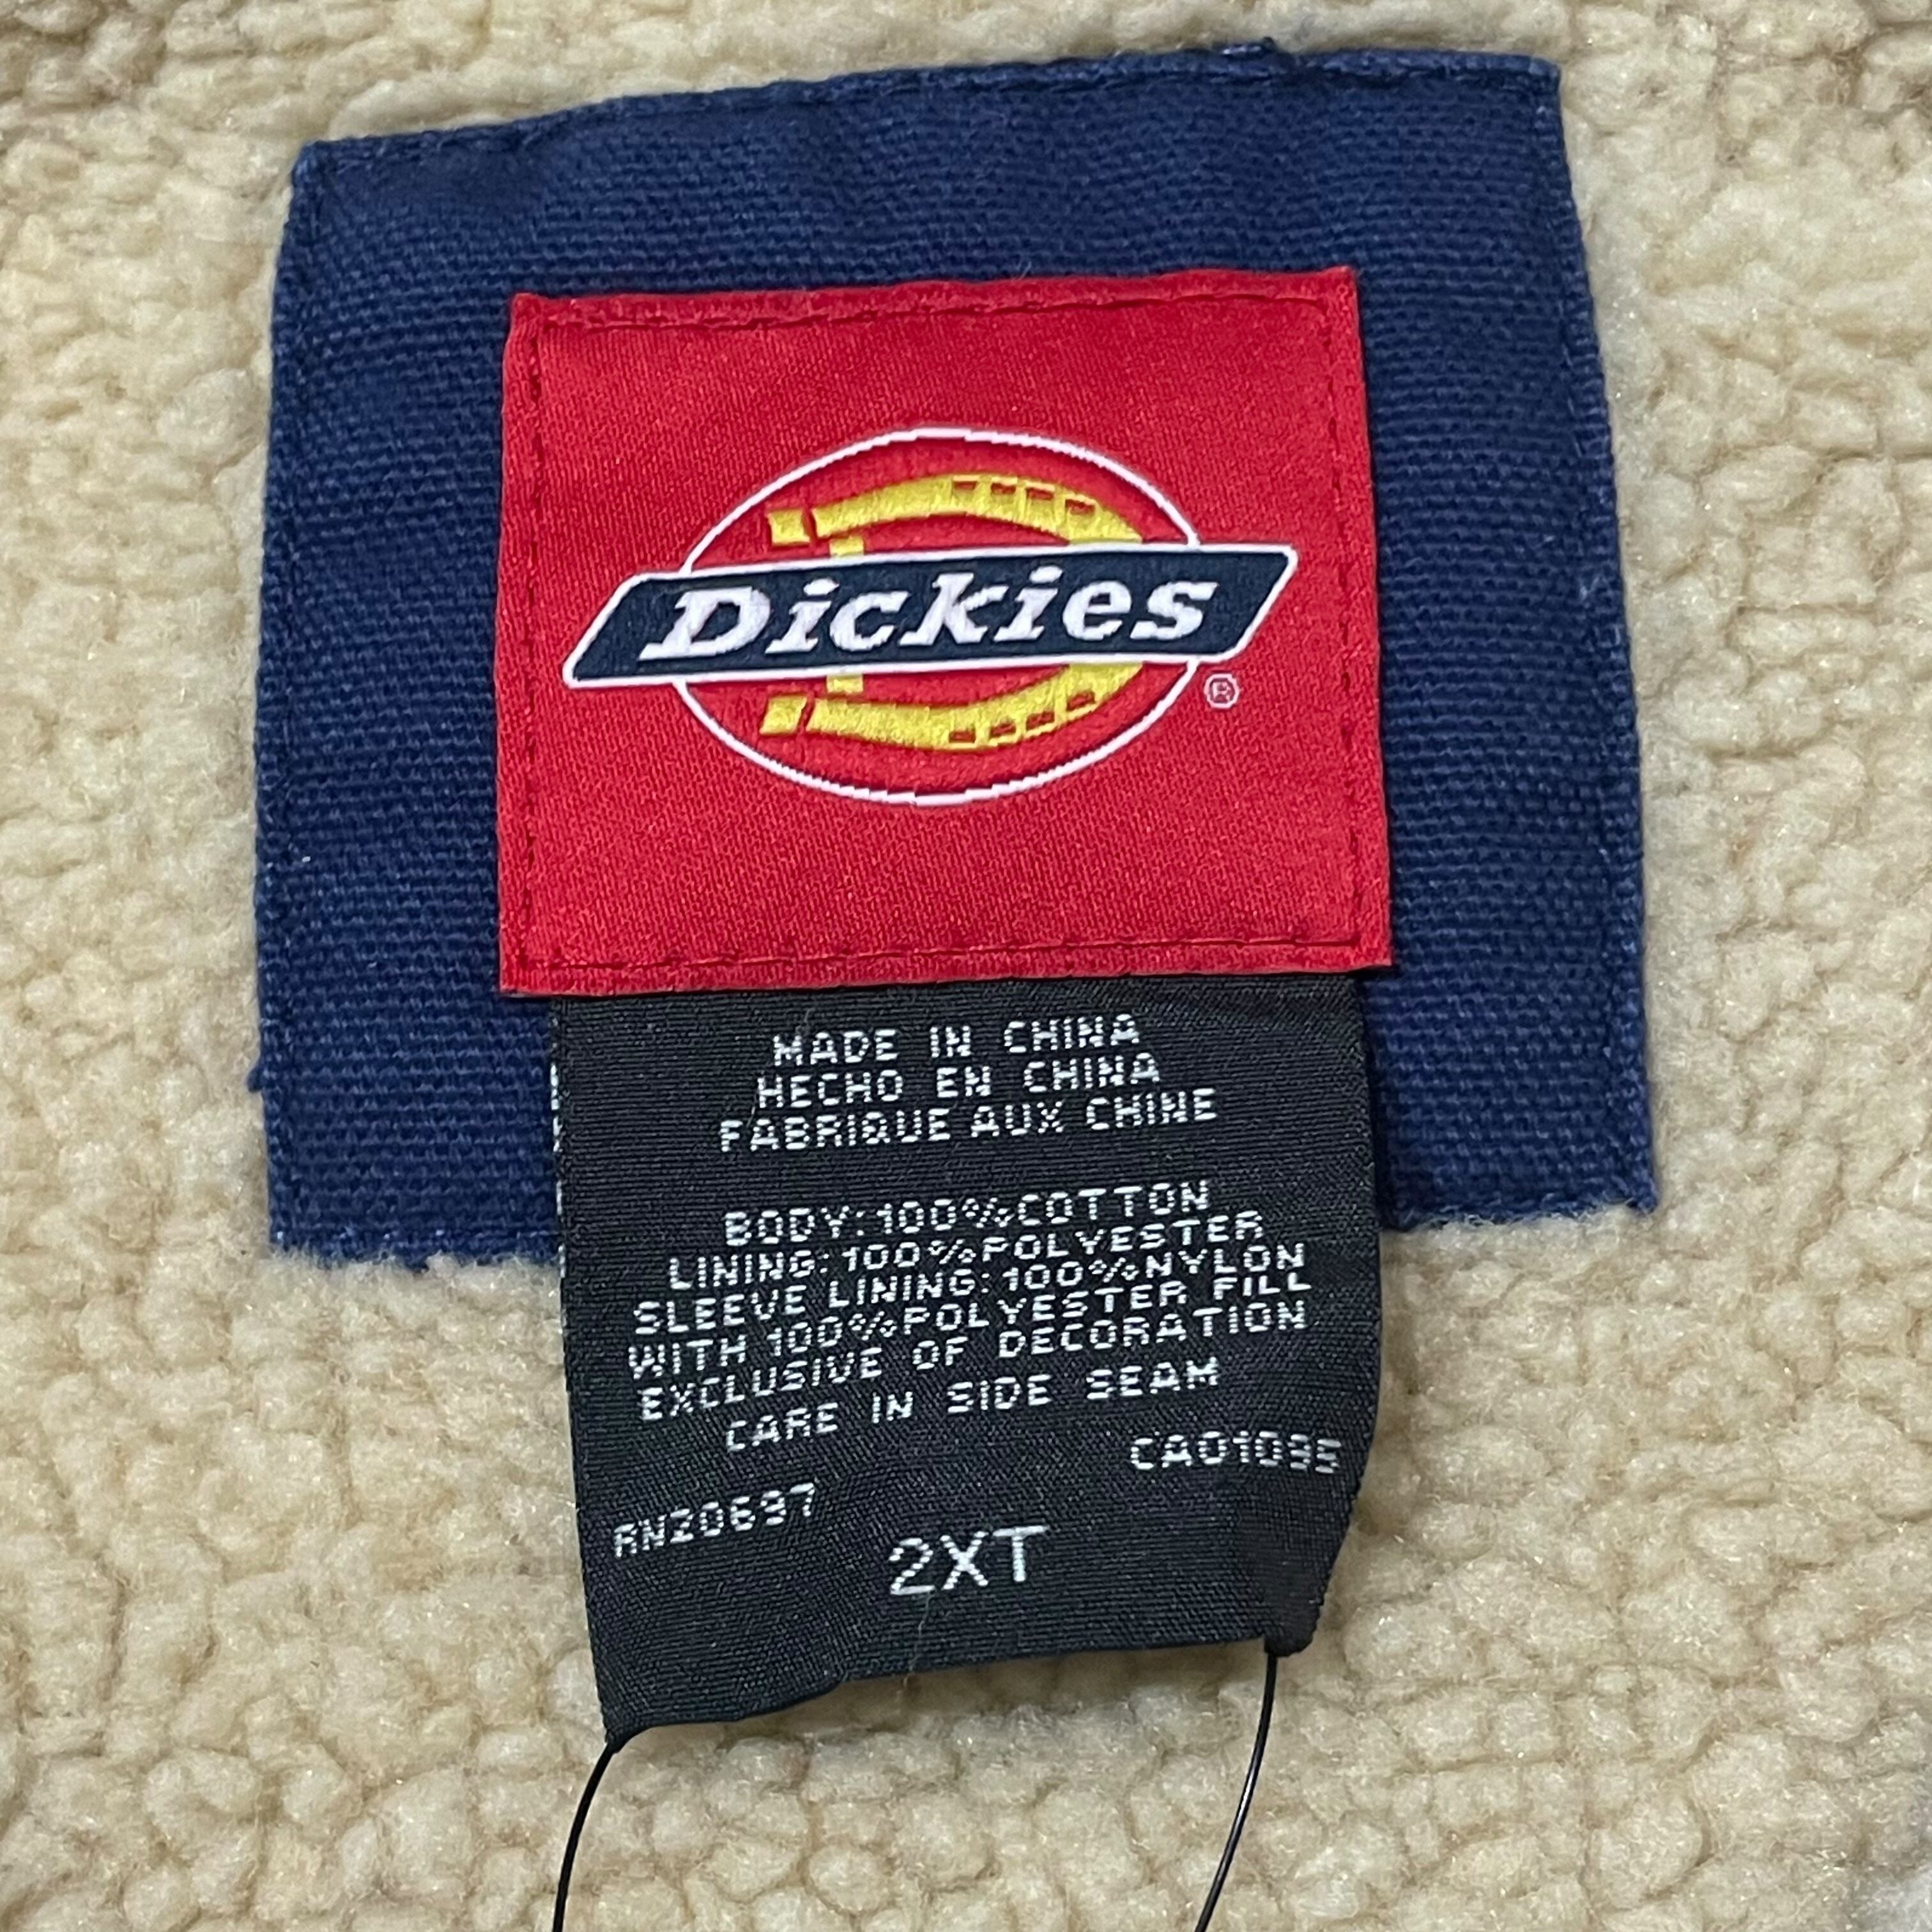 Dickies®
MADE IN CHINA
HECHO EN CHINA
FABRIQUE AUX CHINE
BODY:100%COTTON
LINING:100%POLYESTER
SLEEVE LINING:100%NYLON
WITH 100%POLYESTER FILL
EXCLUSIVE OF DECORATION
CARE IN SIDE SEAM
CA01095
RN20697
2XT